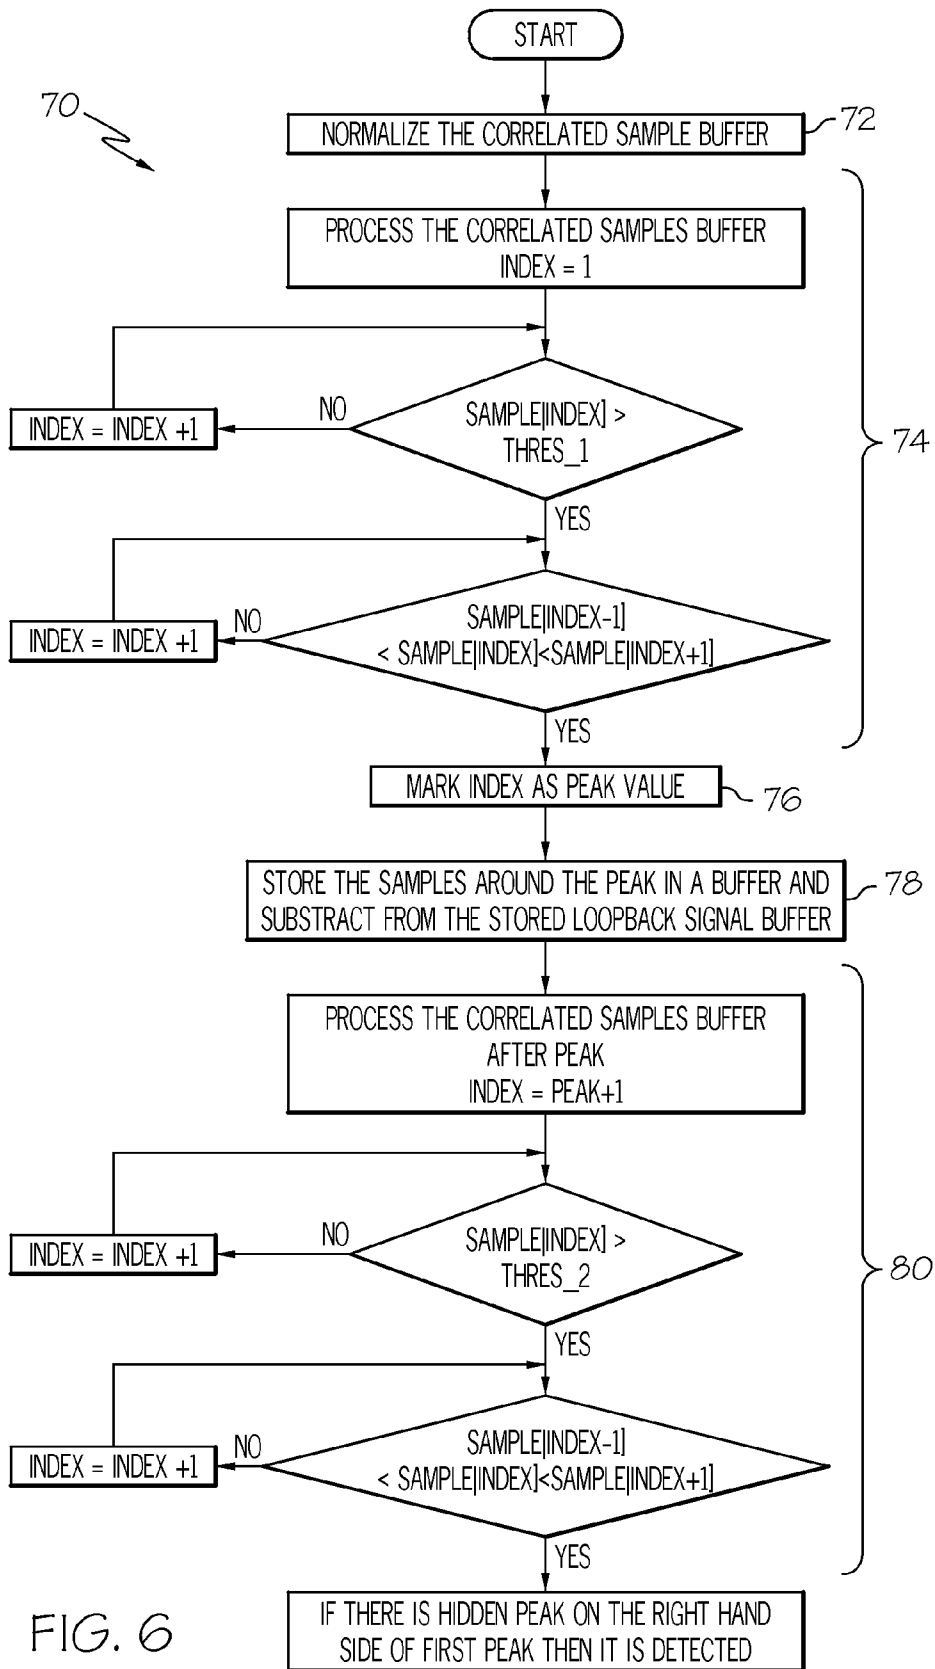 START
70
NORMALIZE THE CORRELATED SAMPLE BUFFER
72
PROCESS THE CORRELATED SAMPLES BUFFER
INDEX = 1
SAMPLE|INDEX] >
THRES_1
NO
INDEX = INDEX +1
74
YES
SAMPLE|INDEX-1]
< SAMPLE|INDEX]<SAMPLE|INDEX+1]
NO
INDEX = INDEX +1
YES
MARK INDEX AS PEAK VALUE
76
STORE THE SAMPLES AROUND THE PEAK IN A BUFFER AND
SUBSTRACT FROM THE STORED LOOPBACK SIGNAL BUFFER
78
PROCESS THE CORRELATED SAMPLES BUFFER
AFTER PEAK
INDEX = PEAK+1
SAMPLE|INDEX] >
THRES_2
NO
INDEX = INDEX +1
80
YES
SAMPLE|INDEX-1]
< SAMPLE|INDEX]<SAMPLE|INDEX+1]
NO
INDEX = INDEX +1
YES
IF THERE IS HIDDEN PEAK ON THE RIGHT HAND
SIDE OF FIRST PEAK THEN IT IS DETECTED
FIG. 6